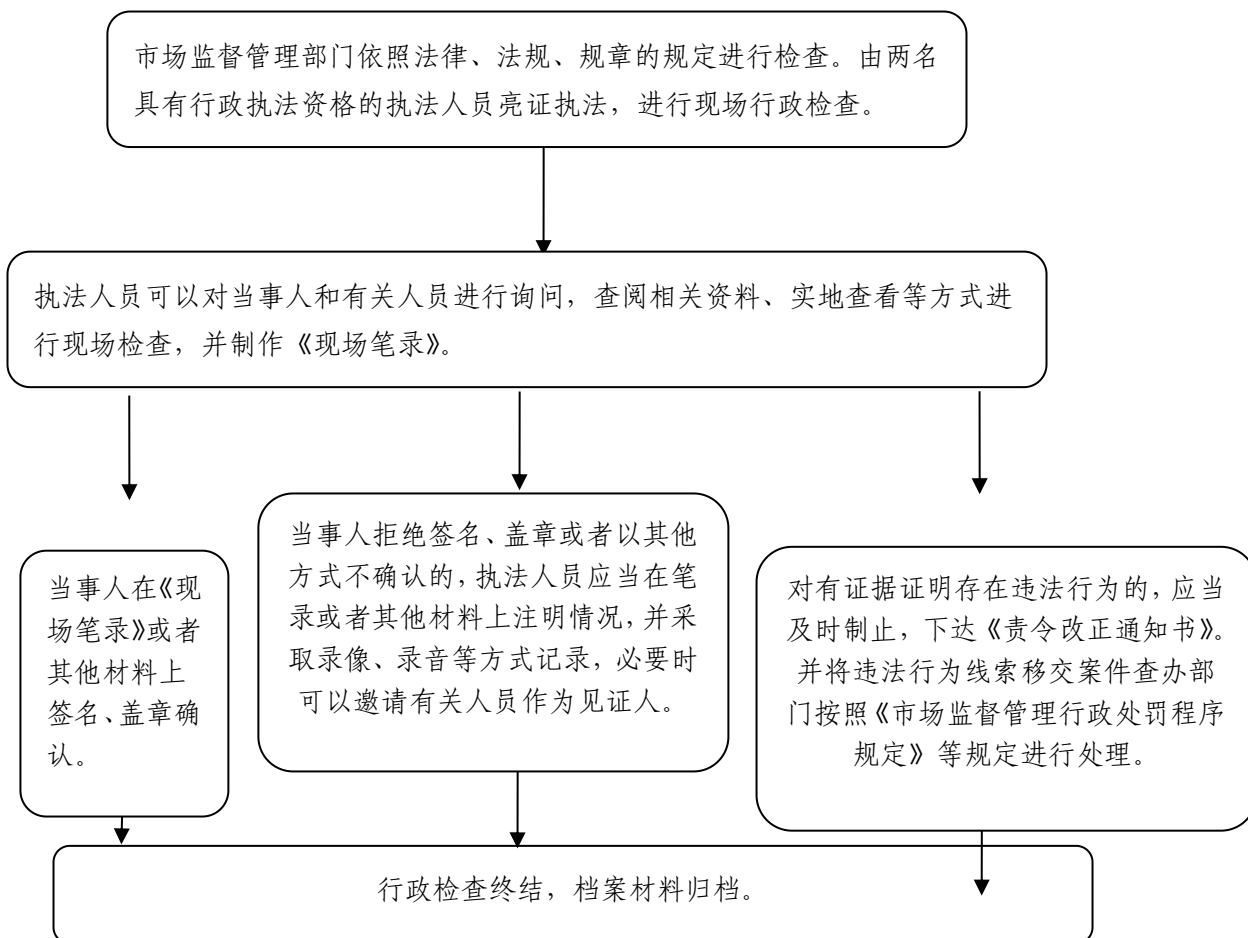 市场监督管理部门依照法律、法规、规章的规定进行检查。由两名
具有行政执法资格的执法人员亮证执法，进行现场行政检查。
执法人员可以对当事人和有关人员进行询问，查阅相关资料、实地查看等方式进
行现场检查，并制作《现场笔录》。
当事人在《现
场笔录》或者
其他材料上
签名、盖章确
认。
当事人拒绝签名、盖章或者以其他
方式不确认的，执法人员应当在笔
录或者其他材料上注明情况，并采
取录像、录音等方式记录，必要时
可以邀请有关人员作为见证人。
对有证据证明存在违法行为的，应当
及时制止，下达《责令改正通知书》。
并将违法行为线索移交案件查办部
门按照《市场监督管理行政处罚程序
规定》等规定进行处理。
行政检查终结，档案材料归档。